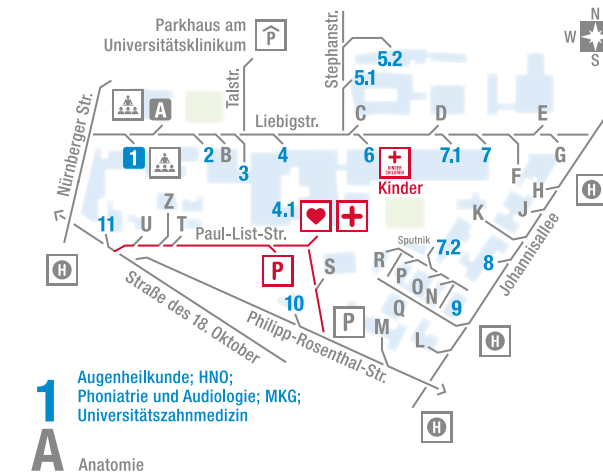 Parkhaus am
Universitätsklinikum
P
Stephanstr.
5.2
5.1
N
W
S
Nürnberger Str.
A
Talstr.
Liebigstr.
C
D
E
1
2
B
3
4
6
KINDER
CHILDREN
Kinder
7.1
7
F
G
H
H
J
K
Z
4.1
11
U
T
Paul-List-Str.
Sputnik
7.2
8
Johannisallee
H
P
S
R
P
O
N
9
Q
10
P
M
L
H
Straße des 18. Oktober
Philipp-Rosenthal-Str.
H
1
Augenheilkunde; HNO;
Phoniatrie und Audiologie; MKG;
Universitätszahnmedizin
A
Anatomie